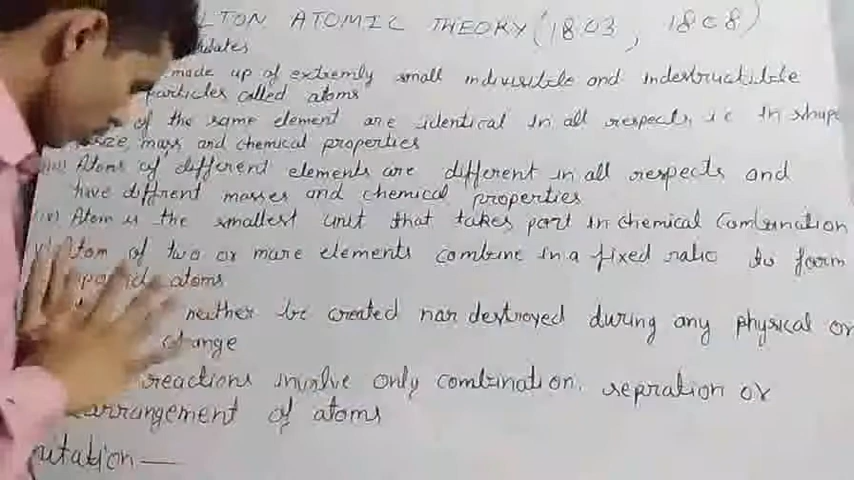 LTON ATOMIC THEORY (1803, 1808)
ulates
made up of extremly small indivisible and indestructible
particles called atoms
of the same element are identical in all respects i.e in shape
size, mass and chemical properties
(iii) Atoms of different elements are different in all respects and
have diffrent masses and chemical properties
(iv) Atom is the smallest unit that takes part in chemical Combination
v) Atom of two or more elements combine in a fixed ratio to form
atoms
neither be created nor destroyed during any physical or
change
reactions involve only combination, sepration or
arrangement of atoms
mitation —